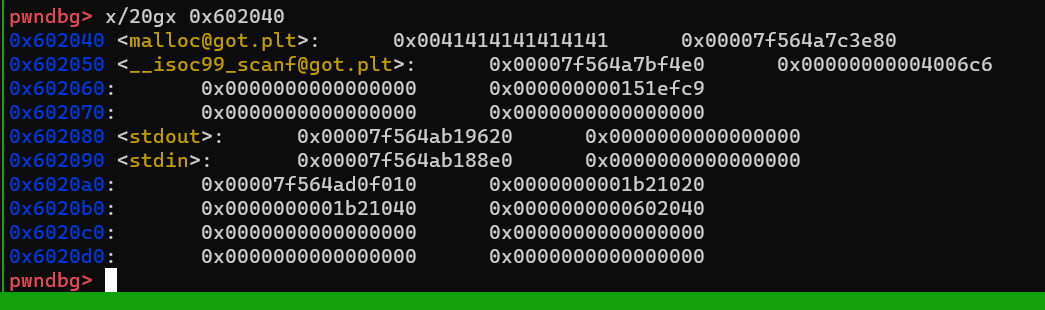 pwndbg> x/20gx 0x602040
0x602040 <malloc@got.plt>: 0x0041414141414141 0x00007f564a7c3e80
0x602050 <__isoc99_scanf@got.plt>: 0x00007f564a7bf4e0 0x00000000004006c6
0x602060: 0x0000000000000000 0x000000000151efc9
0x602070: 0x0000000000000000 0x0000000000000000
0x602080 <stdout>: 0x00007f564ab19620 0x0000000000000000
0x602090 <stdin>: 0x00007f564ab188e0 0x0000000000000000
0x6020a0: 0x00007f564ad0f010 0x0000000001b21020
0x6020b0: 0x0000000001b21040 0x0000000000602040
0x6020c0: 0x0000000000000000 0x0000000000000000
0x6020d0: 0x0000000000000000 0x0000000000000000
pwndbg>